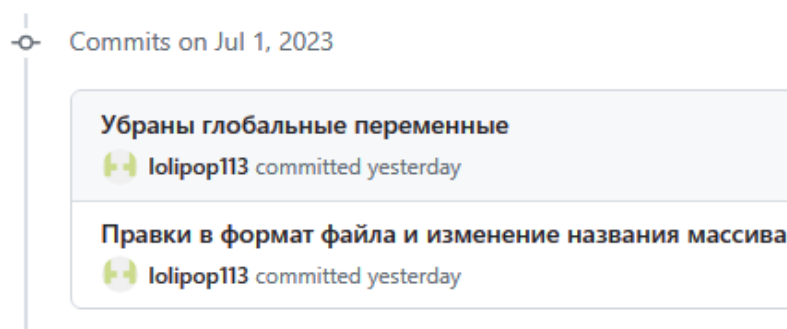 Commits on Jul 1, 2023
Убраны глобальные переменные
lolipop113 committed yesterday
Правки в формат файла и изменение названия массива
lolipop113 committed yesterday